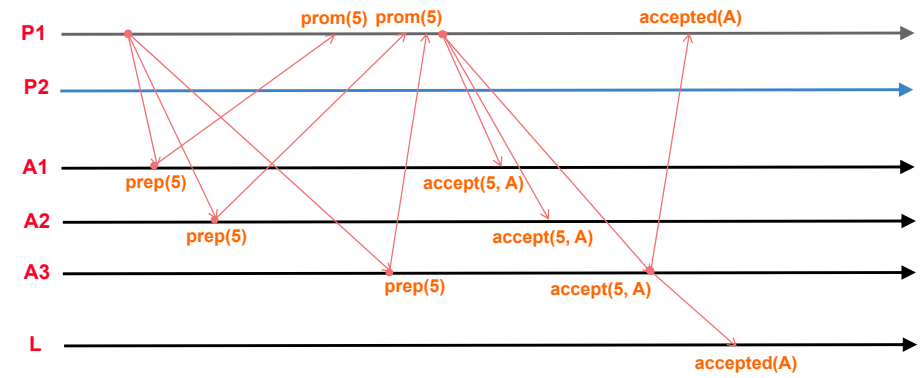 prom(5) prom(5) accepted(A)
P1
P2
A1
prep(5) accept(5, A)
A2
prep(5) accept(5, A)
A3
prep(5) accept(5, A)
L
accepted(A)